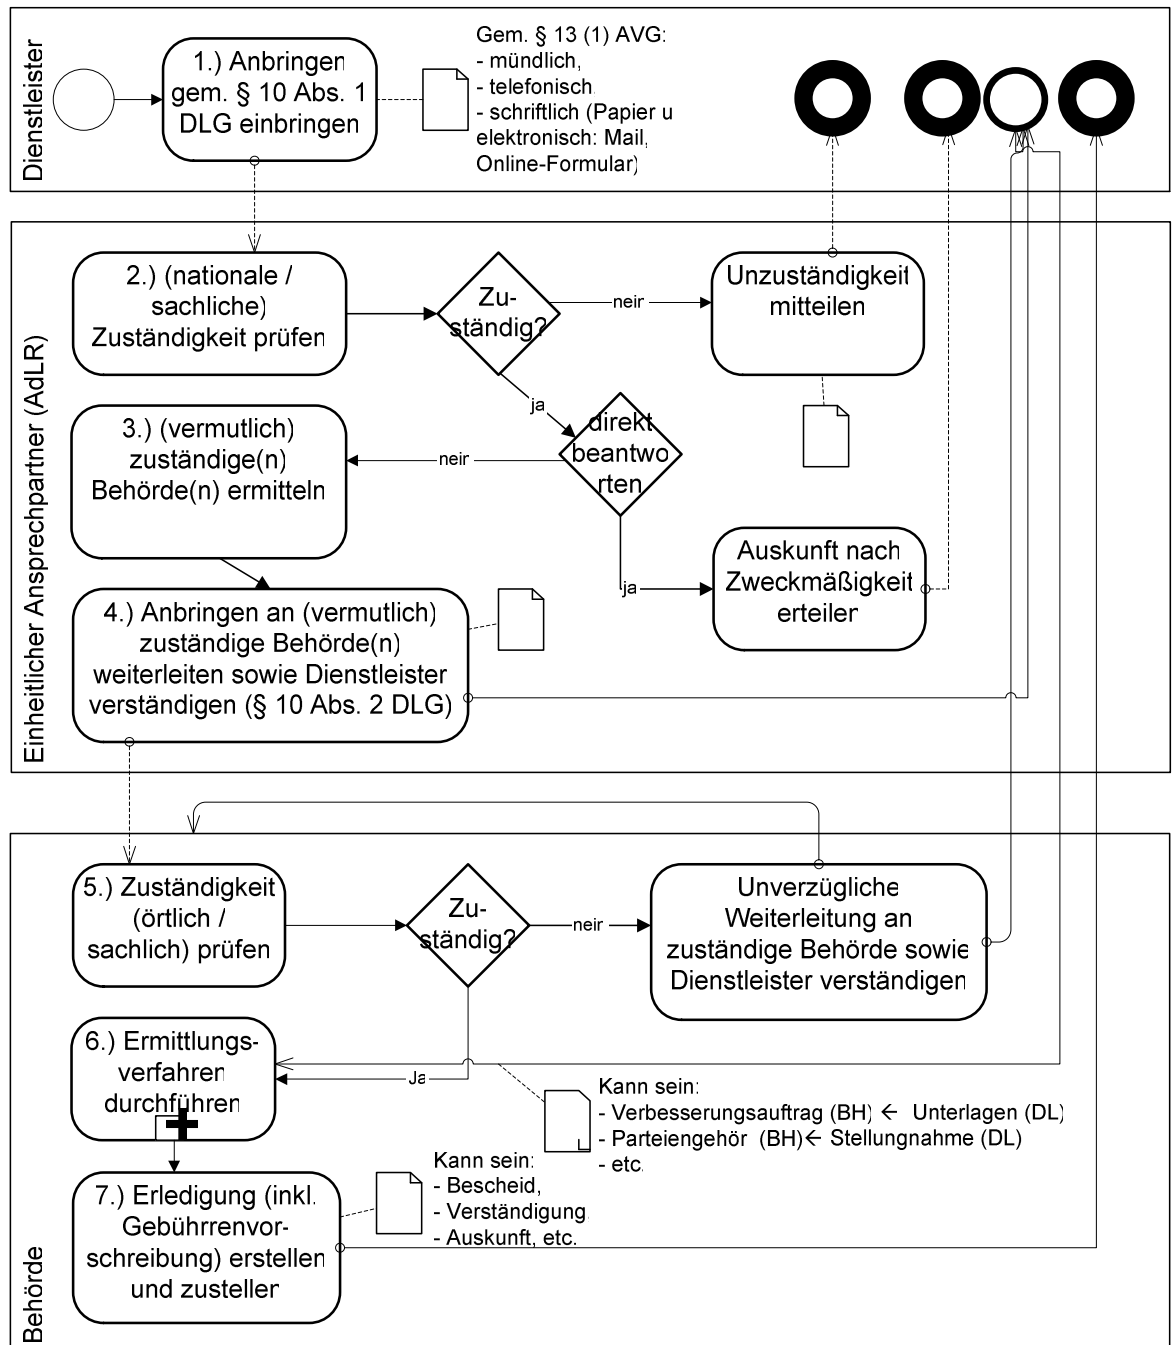 Dienstleister
1.) Anbringen
gem. § 10 Abs. 1
DLG einbringen
Gem. § 13 (1) AVG:
- mündlich,
- telefonisch
- schriftlich (Papier u
elektronisch: Mail,
Online-Formular)
Einheitlicher Ansprechpartner (AdLR)
2.) (nationale /
sachliche)
Zuständigkeit prüfen
Zu-
ständig?
nein
Unzuständigkeit
mitteilen
ja
direkt
beantwo
rten
nein
3.) (vermutlich)
zuständige(n)
Behörde(n) ermitteln
ja
Auskunft nach
Zweckmäßigkeit
erteilen
4.) Anbringen an (vermutlich)
zuständige Behörde(n)
weiterleiten sowie Dienstleister
verständigen (§ 10 Abs. 2 DLG)
Behörde
5.) Zuständigkeit
(örtlich /
sachlich) prüfen
Zu-
ständig?
nein
Unverzügliche
Weiterleitung an
zuständige Behörde sowie
Dienstleister verständigen
6.) Ermittlungs-
verfahren
durchführen
Ja
Kann sein:
- Verbesserungsauftrag (BH) ← Unterlagen (DL)
- Parteiengehör (BH)← Stellungnahme (DL)
- etc.
7.) Erledigung (inkl.
Gebührrenvor-
schreibung) erstellen
und zustellen
Kann sein:
- Bescheid,
- Verständigung
- Auskunft, etc.